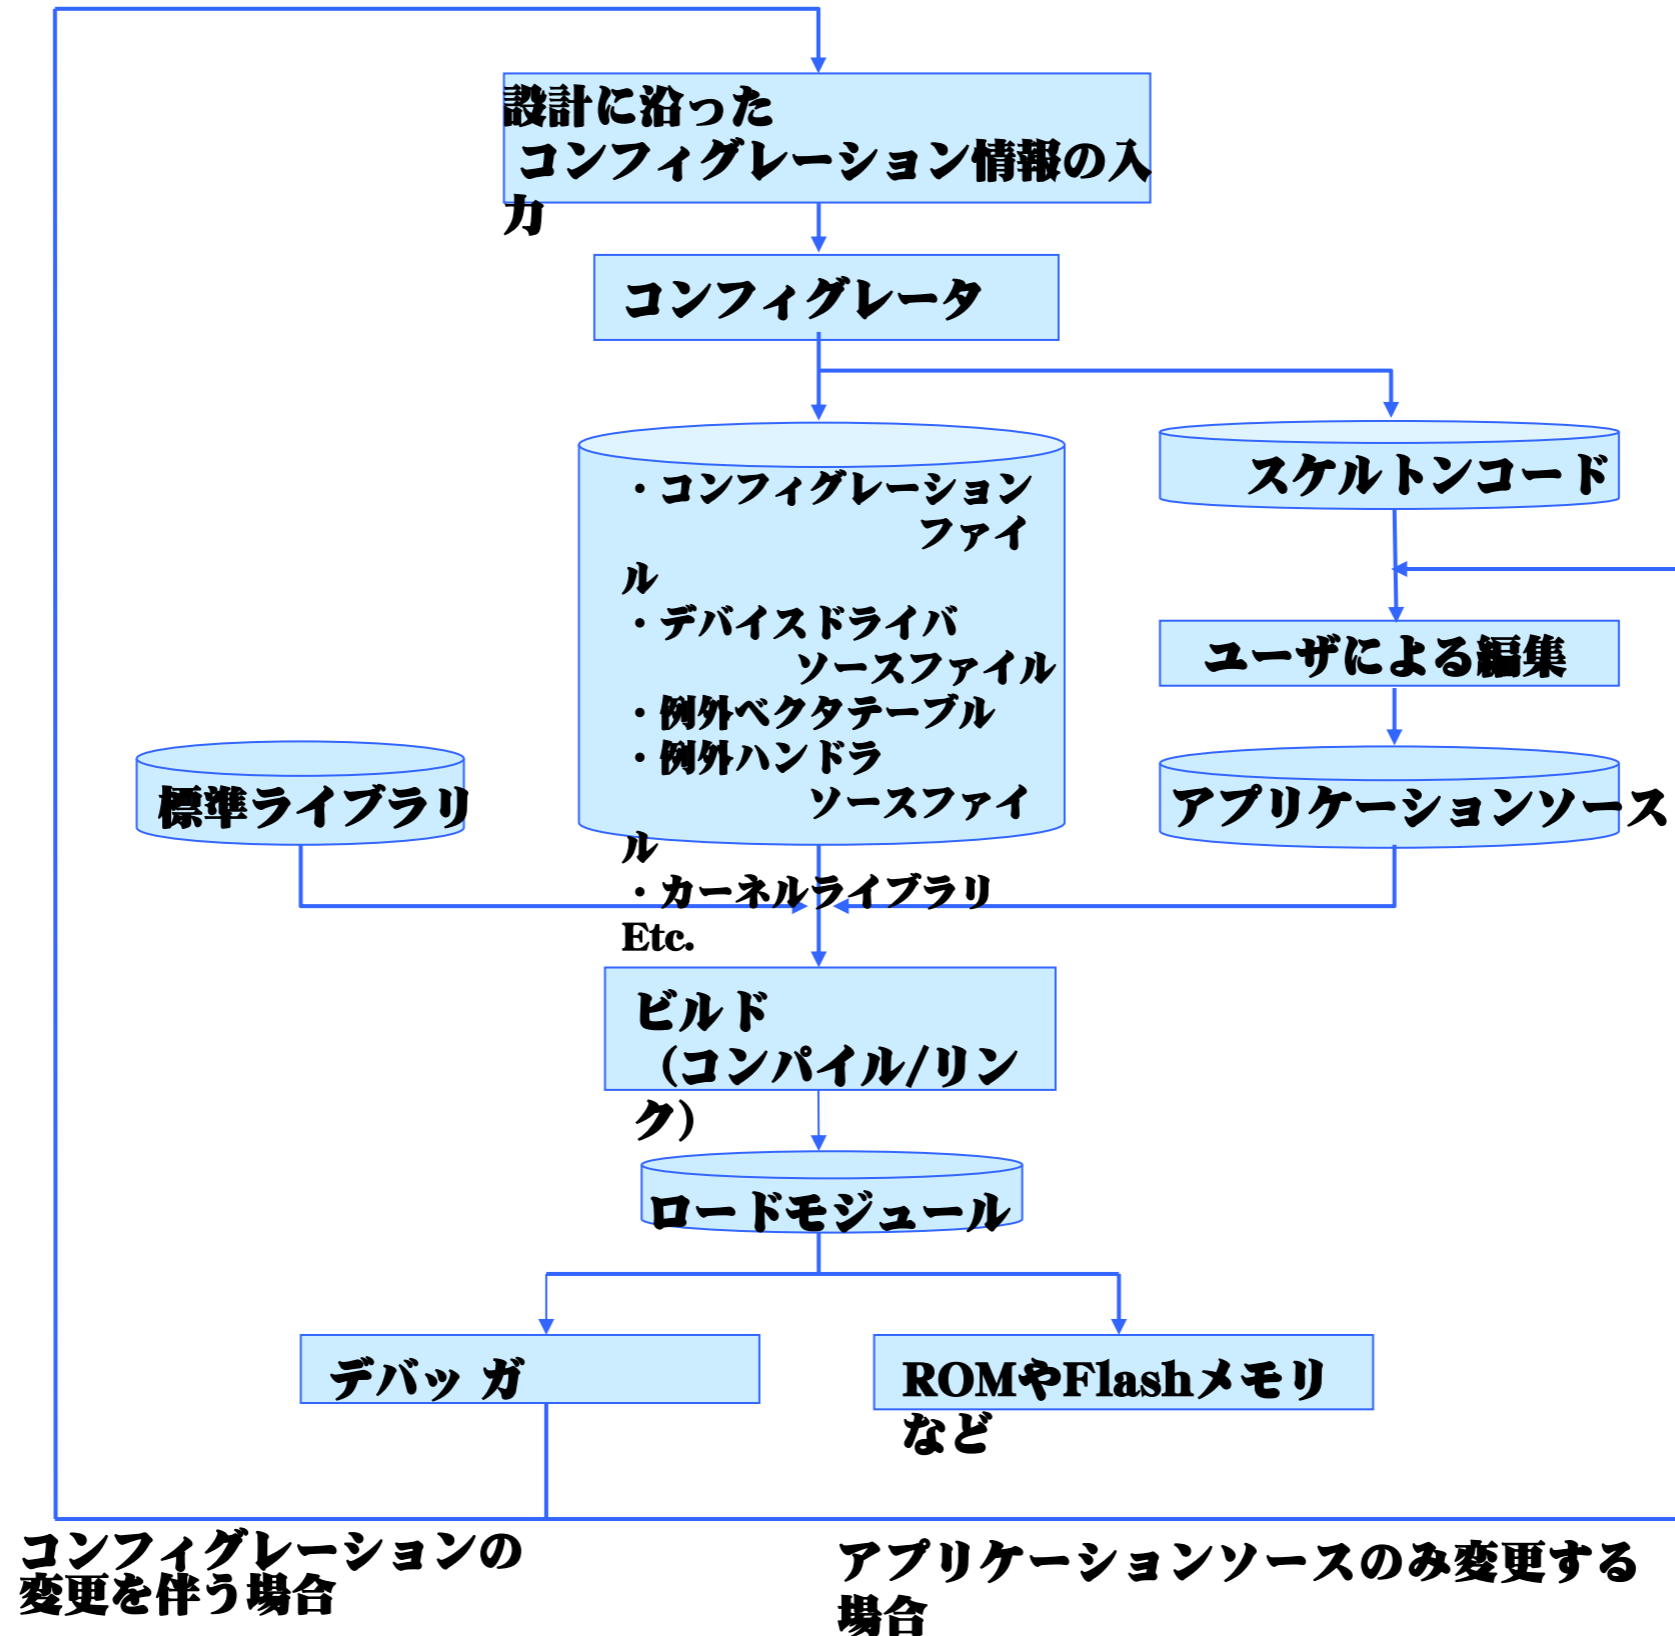 設計に沿った
コンフィグレーション情報の入
力
コンフィグレータ
・コンフィグレーション
ファイ
ル
・デバイスドライバ
ソースファイル
・例外ベクタテーブル
・例外ハンドラ
ソースファイ
ル
・カーネルライブラリ
Etc.
スケルトンコード
ユーザによる編集
アプリケーションソース
標準ライブラリ
ビルド
（コンパイル/リン
ク）
ロードモジュール
デバッガ
ROMやFlashメモリ
など
コンフィグレーションの
変更を伴う場合
アプリケーションソースのみ変更する
場合